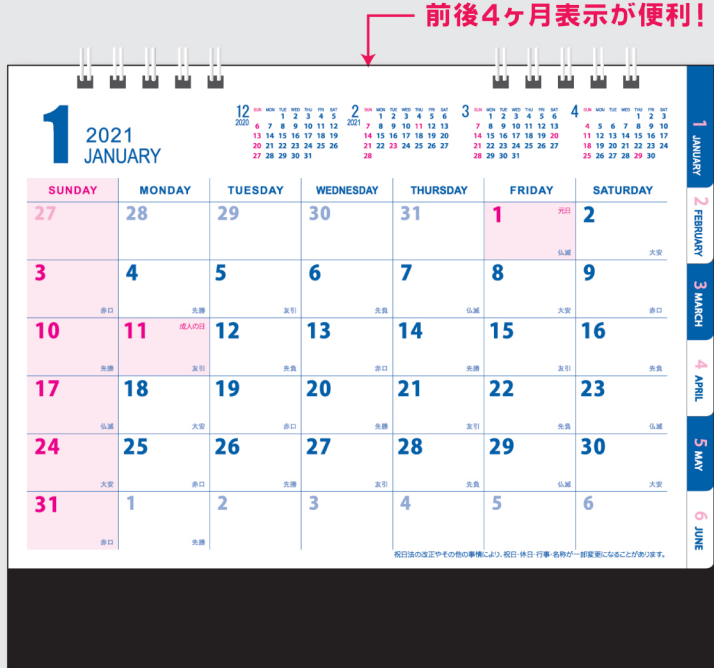 前後4ヶ月表示が便利!
1 2021 JANUARY
12 2020
SUN MON TUE WED THU FRI SAT
1 2 3 4 5
6 7 8 9 10 11 12
13 14 15 16 17 18 19
20 21 22 23 24 25 26
27 28 29 30 31
2 2021
SUN MON TUE WED THU FRI SAT
1 2 3 4 5 6
7 8 9 10 11 12 13
14 15 16 17 18 19 20
21 22 23 24 25 26 27
28
3
SUN MON TUE WED THU FRI SAT
1 2 3 4 5 6
7 8 9 10 11 12 13
14 15 16 17 18 19 20
21 22 23 24 25 26 27
28 29 30 31
4
SUN MON TUE WED THU FRI SAT
1 2 3
4 5 6 7 8 9 10
11 12 13 14 15 16 17
18 19 20 21 22 23 24
25 26 27 28 29 30
SUNDAY MONDAY TUESDAY WEDNESDAY THURSDAY FRIDAY SATURDAY
27 28 29 30 31 1 元日 2
仏滅 大安
3 4 5 6 7 8 9
赤口 先勝 友引 先負 仏滅 大安 赤口
10 11 成人の日 12 13 14 15 16
先勝 友引 先負 赤口 先勝 友引 先負
17 18 19 20 21 22 23
仏滅 大安 赤口 先勝 友引 先負 仏滅
24 25 26 27 28 29 30
大安 赤口 先勝 友引 先負 仏滅 大安
31 1 2 3 4 5 6
赤口 先勝
祝日法の改正やその他の事情により、祝日・休日・行事・名称が一部変更になることがあります。
1 JANUARY
2 FEBRUARY
3 MARCH
4 APRIL
5 MAY
6 JUNE